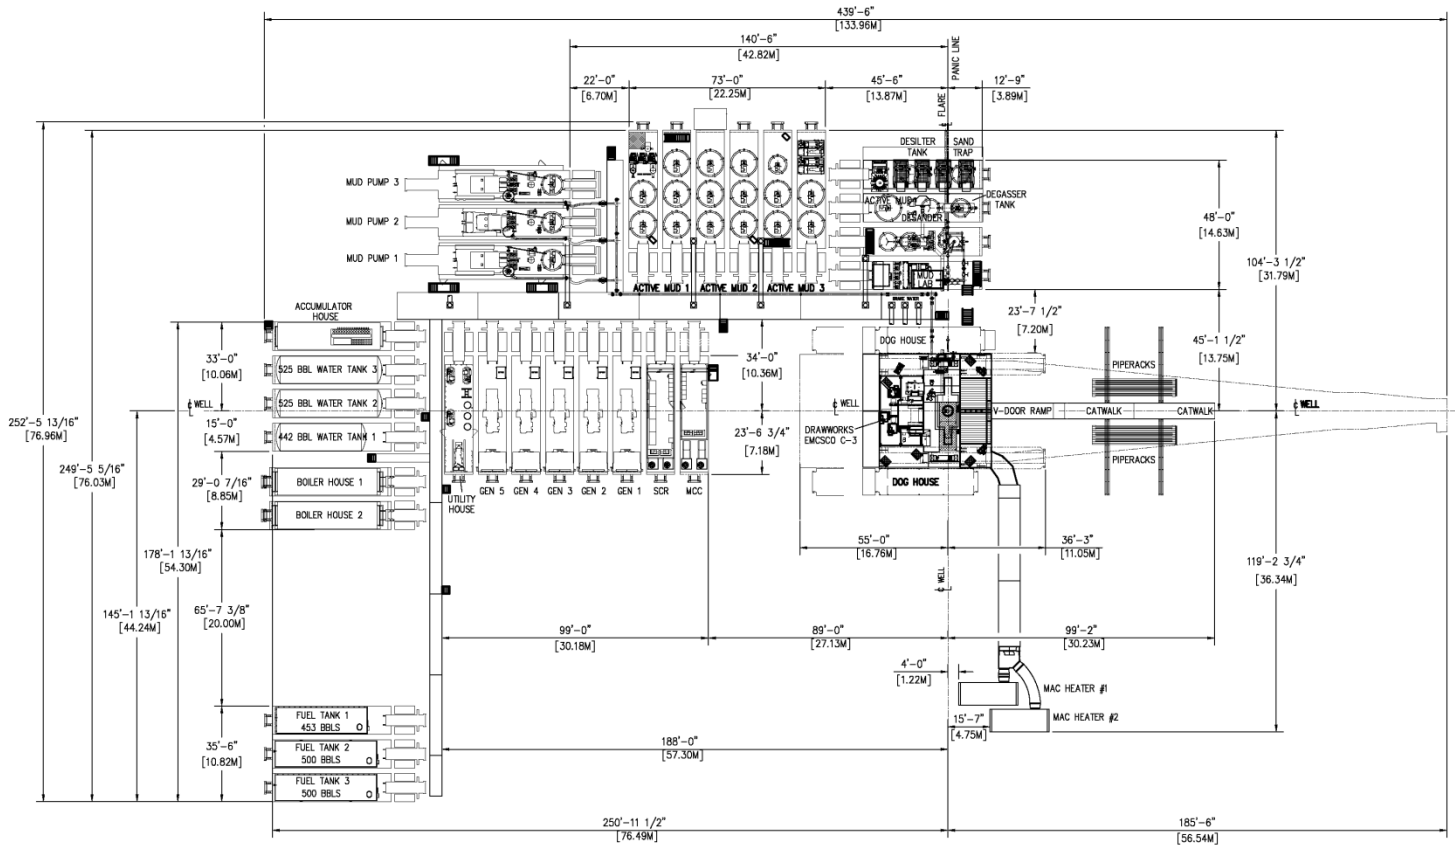 439'-6"
[133.96M]
140'-6"
[42.82M]
PANIC LINE
22'-0"
[6.70M]
73'-0"
[22.25M]
45'-6"
[13.87M]
12'-9"
[3.89M]
℄ FLARE
DESILTER
TANK
SAND
TRAP
MUD PUMP 3
DEGASSER
TANK
ACTIVE MUD
DESANDER
MUD PUMP 2
48'-0"
[14.63M]
MUD PUMP 1
104'-3 1/2"
[31.79M]
MUD
LAB
ACTIVE MUD 1
ACTIVE MUD 2
ACTIVE MUD 3
ACCUMULATOR
HOUSE
BRAKE WATER
23'-7 1/2"
[7.20M]
45'-1 1/2"
[13.75M]
DOG HOUSE
33'-0"
[10.06M]
34'-0"
[10.36M]
PIPERACKS
525 BBL WATER TANK 3
525 BBL WATER TANK 2
℄ WELL
℄ WELL
V-DOOR RAMP
CATWALK
CATWALK
℄ WELL
252'-5 13/16"
[76.96M]
15'-0"
[4.57M]
442 BBL WATER TANK 1
23'-6 3/4"
[7.18M]
DRAWWORKS
EMCSCO C-3
PIPERACKS
249'-5 5/16"
[76.03M]
29'-0 7/16"
[8.85M]
BOILER HOUSE 1
DOG HOUSE
UTILITY
HOUSE
GEN 5
GEN 4
GEN 3
GEN 2
GEN 1
SCR
MCC
BOILER HOUSE 2
178'-1 13/16"
[54.30M]
55'-0"
[16.76M]
36'-3"
[11.05M]
119'-2 3/4"
[36.34M]
℄ WELL
145'-1 13/16"
[44.24M]
65'-7 3/8"
[20.00M]
99'-0"
[30.18M]
89'-0"
[27.13M]
99'-2"
[30.23M]
4'-0"
[1.22M]
MAC HEATER #1
FUEL TANK 1
453 BBLS
15'-7"
[4.75M]
MAC HEATER #2
35'-6"
[10.82M]
FUEL TANK 2
500 BBLS
188'-0"
[57.30M]
FUEL TANK 3
500 BBLS
250'-11 1/2"
[76.49M]
185'-6"
[56.54M]